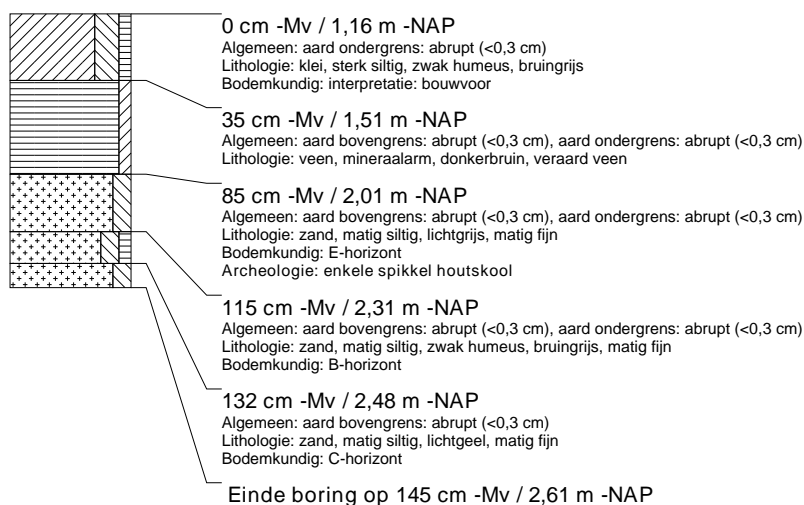 0 cm -Mv / 1,16 m -NAP
Algemeen: aard ondergrens: abrupt (<0,3 cm)
Lithologie: klei, sterk siltig, zwak humeus, bruingrijs
Bodemkundig: interpretatie: bouwvoor
35 cm -Mv / 1,51 m -NAP
Algemeen: aard bovengrens: abrupt (<0,3 cm), aard ondergrens: abrupt (<0,3 cm)
Lithologie: veen, mineraalarm, donkerbruin, veraard veen
85 cm -Mv / 2,01 m -NAP
Algemeen: aard bovengrens: abrupt (<0,3 cm), aard ondergrens: abrupt (<0,3 cm)
Lithologie: zand, matig siltig, lichtgrijs, matig fijn
Bodemkundig: E-horizont
Archeologie: enkele spikkel houtskool
115 cm -Mv / 2,31 m -NAP
Algemeen: aard bovengrens: abrupt (<0,3 cm), aard ondergrens: abrupt (<0,3 cm)
Lithologie: zand, matig siltig, zwak humeus, bruingrijs, matig fijn
Bodemkundig: B-horizont
132 cm -Mv / 2,48 m -NAP
Algemeen: aard bovengrens: abrupt (<0,3 cm)
Lithologie: zand, matig siltig, lichtgeel, matig fijn
Bodemkundig: C-horizont
Einde boring op 145 cm -Mv / 2,61 m -NAP